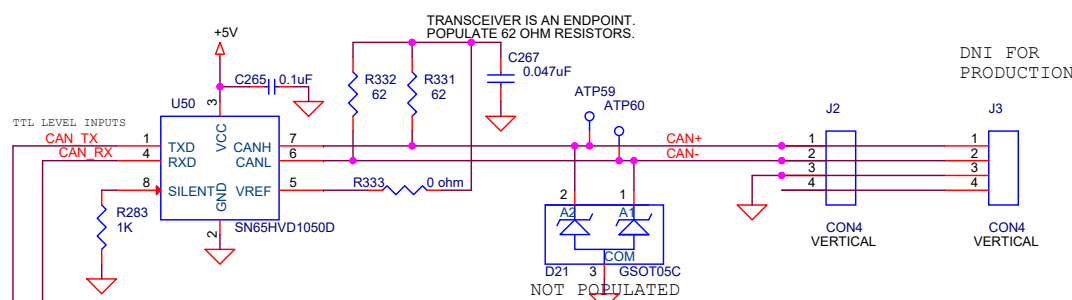 TRANSCEIVER IS AN ENDPOINT.
POPULATE 62 OHM RESISTORS.
+5V
C267
0.047uF
DNI FOR
PRODUCTION
C265
0.1uF
R332
62
R331
62
ATP59
ATP60
U50
3
J2
J3
TTL LEVEL INPUTS
CAN_TX
1
TXD
VCC
CANH
7
CAN+
1
1
CAN_RX
4
RXD
CANL
6
CAN-
2
2
3
3
8
SILENT
GND
VREF
5
R333
0 ohm
2
1
4
4
R283
1K
A2
A1
SN65HVD1050D
2
CON4
VERTICAL
CON4
VERTICAL
COM
D21
3
GSOT05C
NOT POPULATED